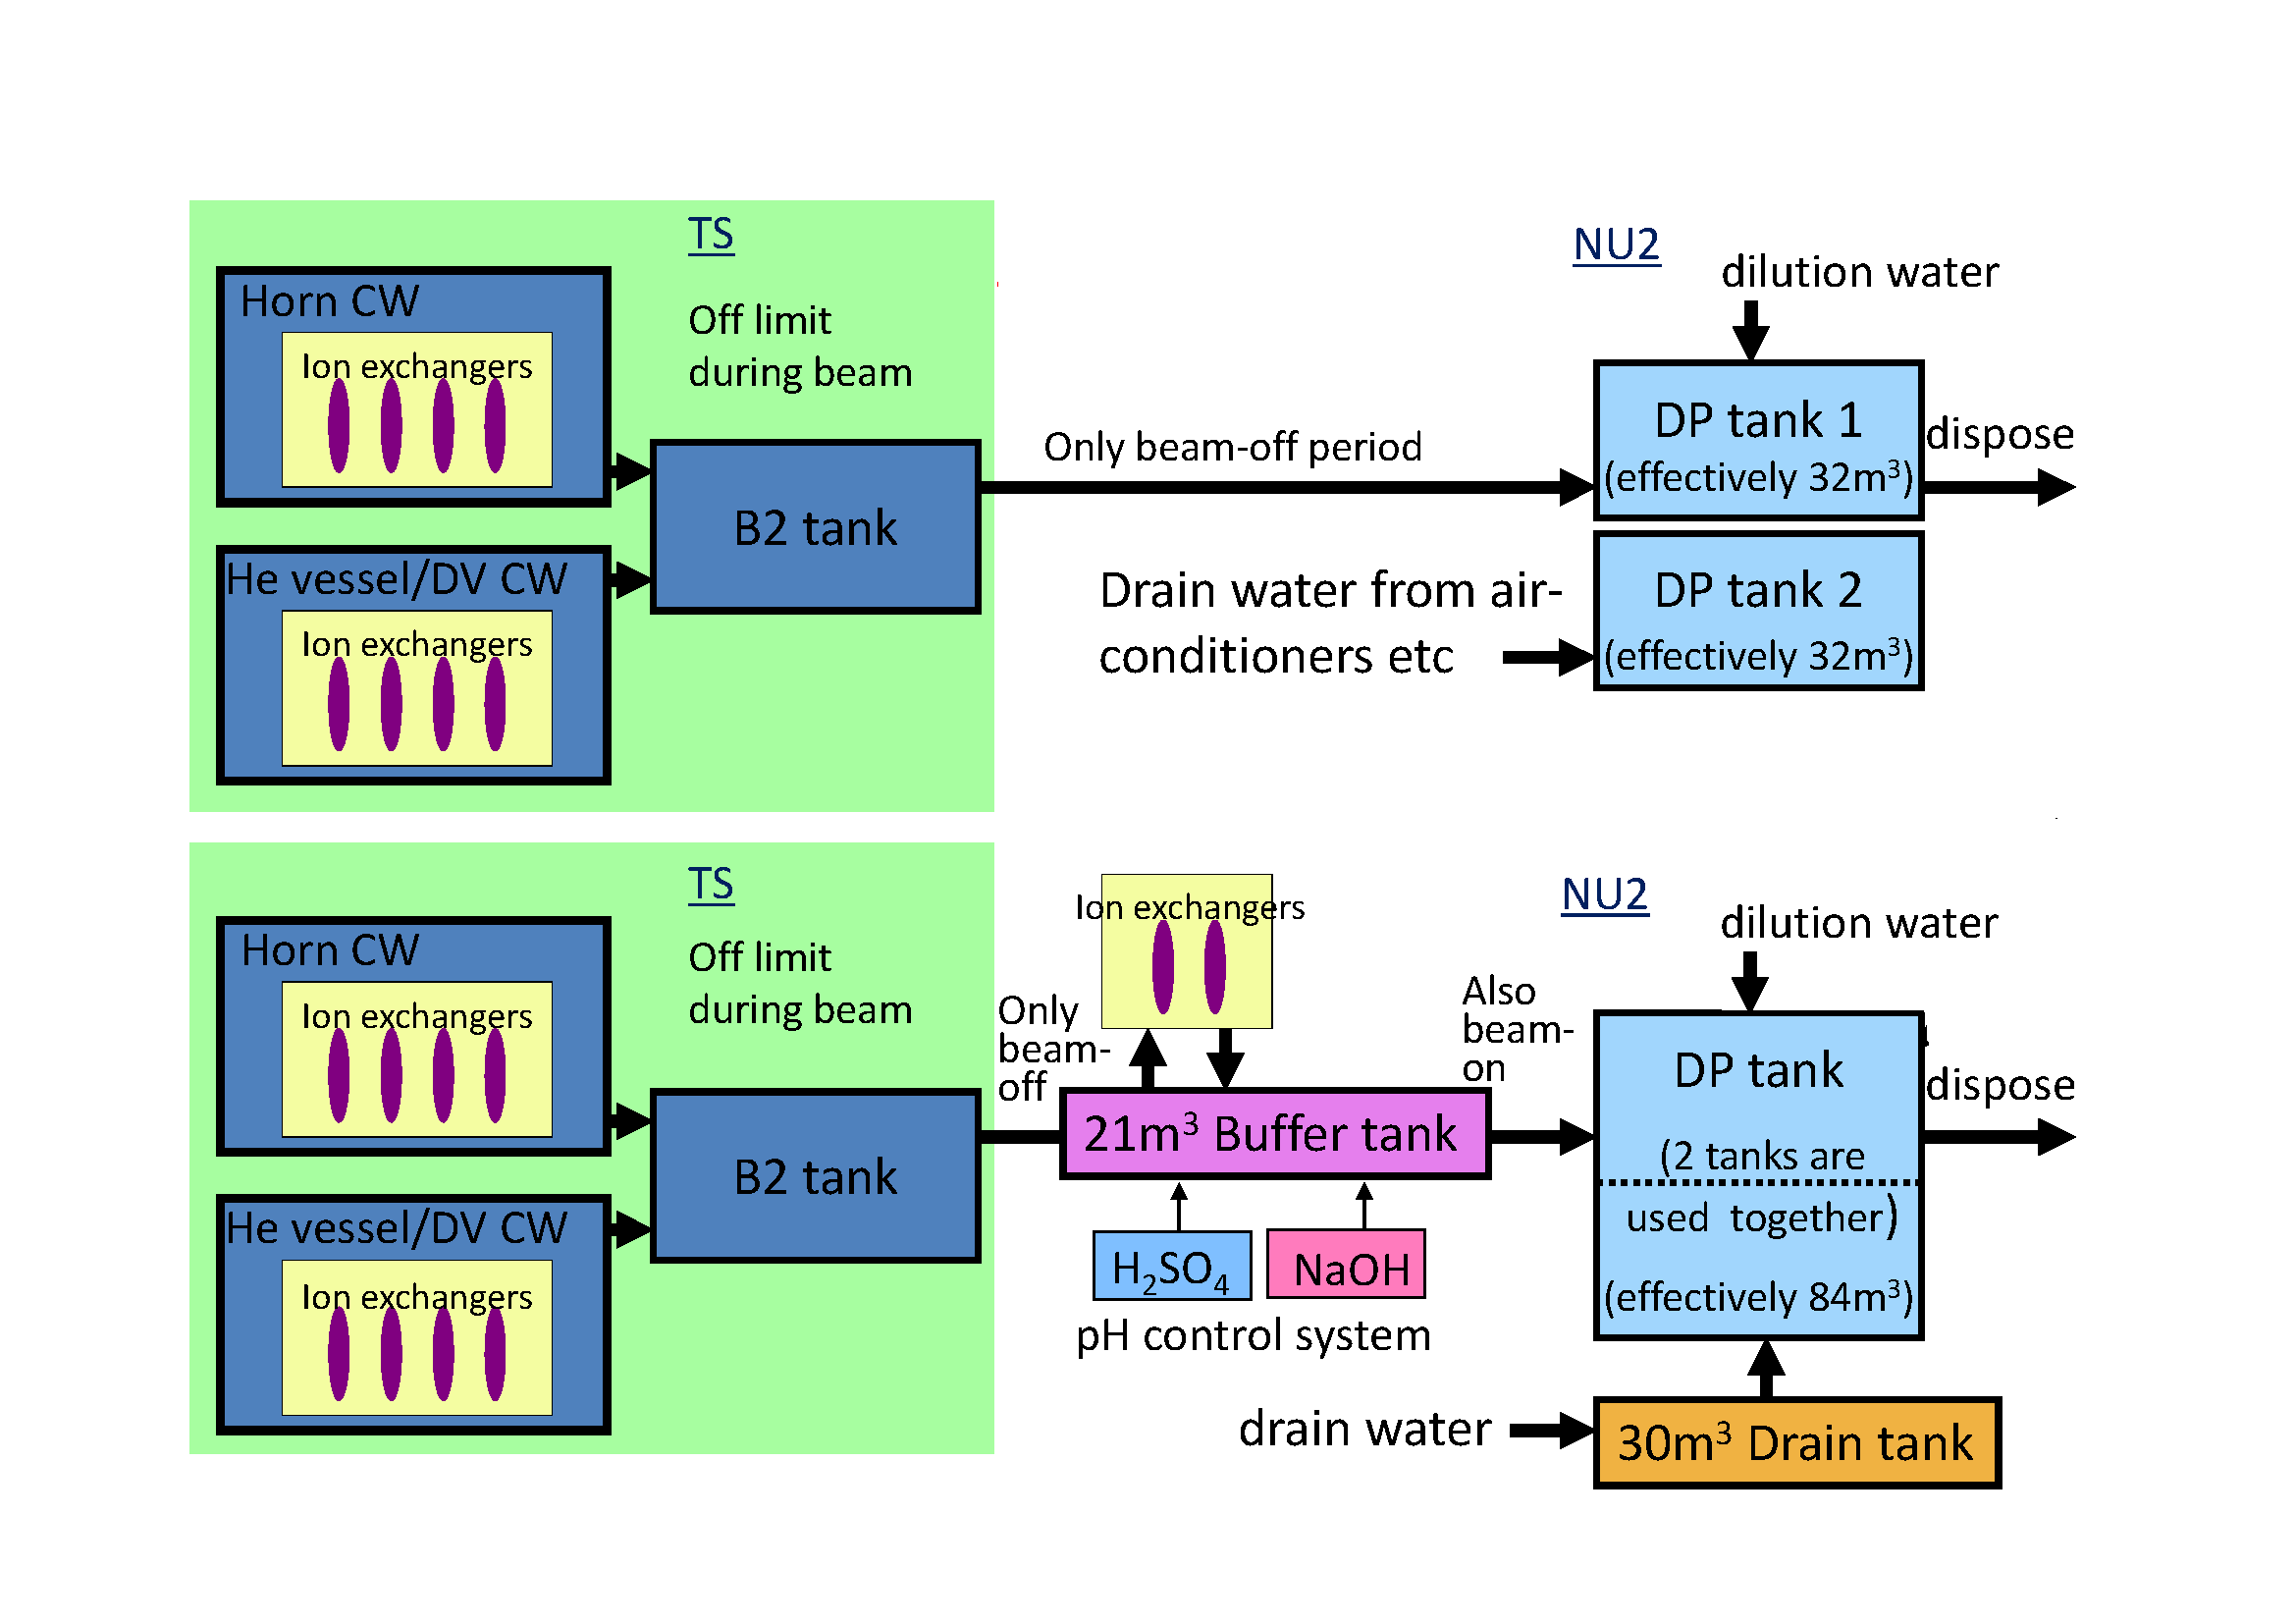 TS
Horn CW
Ion exchangers
Off limit
during beam
He vessel/DV CW
Ion exchangers
B2 tank
Only beam-off period
NU2
dilution water
DP tank 1
(effectively 32m³)
dispose
Drain water from air-
conditioners etc
DP tank 2
(effectively 32m³)
TS
Horn CW
Ion exchangers
Off limit
during beam
He vessel/DV CW
Ion exchangers
B2 tank
Only
beam-
off
Ion exchangers
21m³ Buffer tank
H₂SO₄
NaOH
pH control system
Also
beam-
on
NU2
dilution water
DP tank
(2 tanks are
used together)
(effectively 84m³)
dispose
drain water
30m³ Drain tank